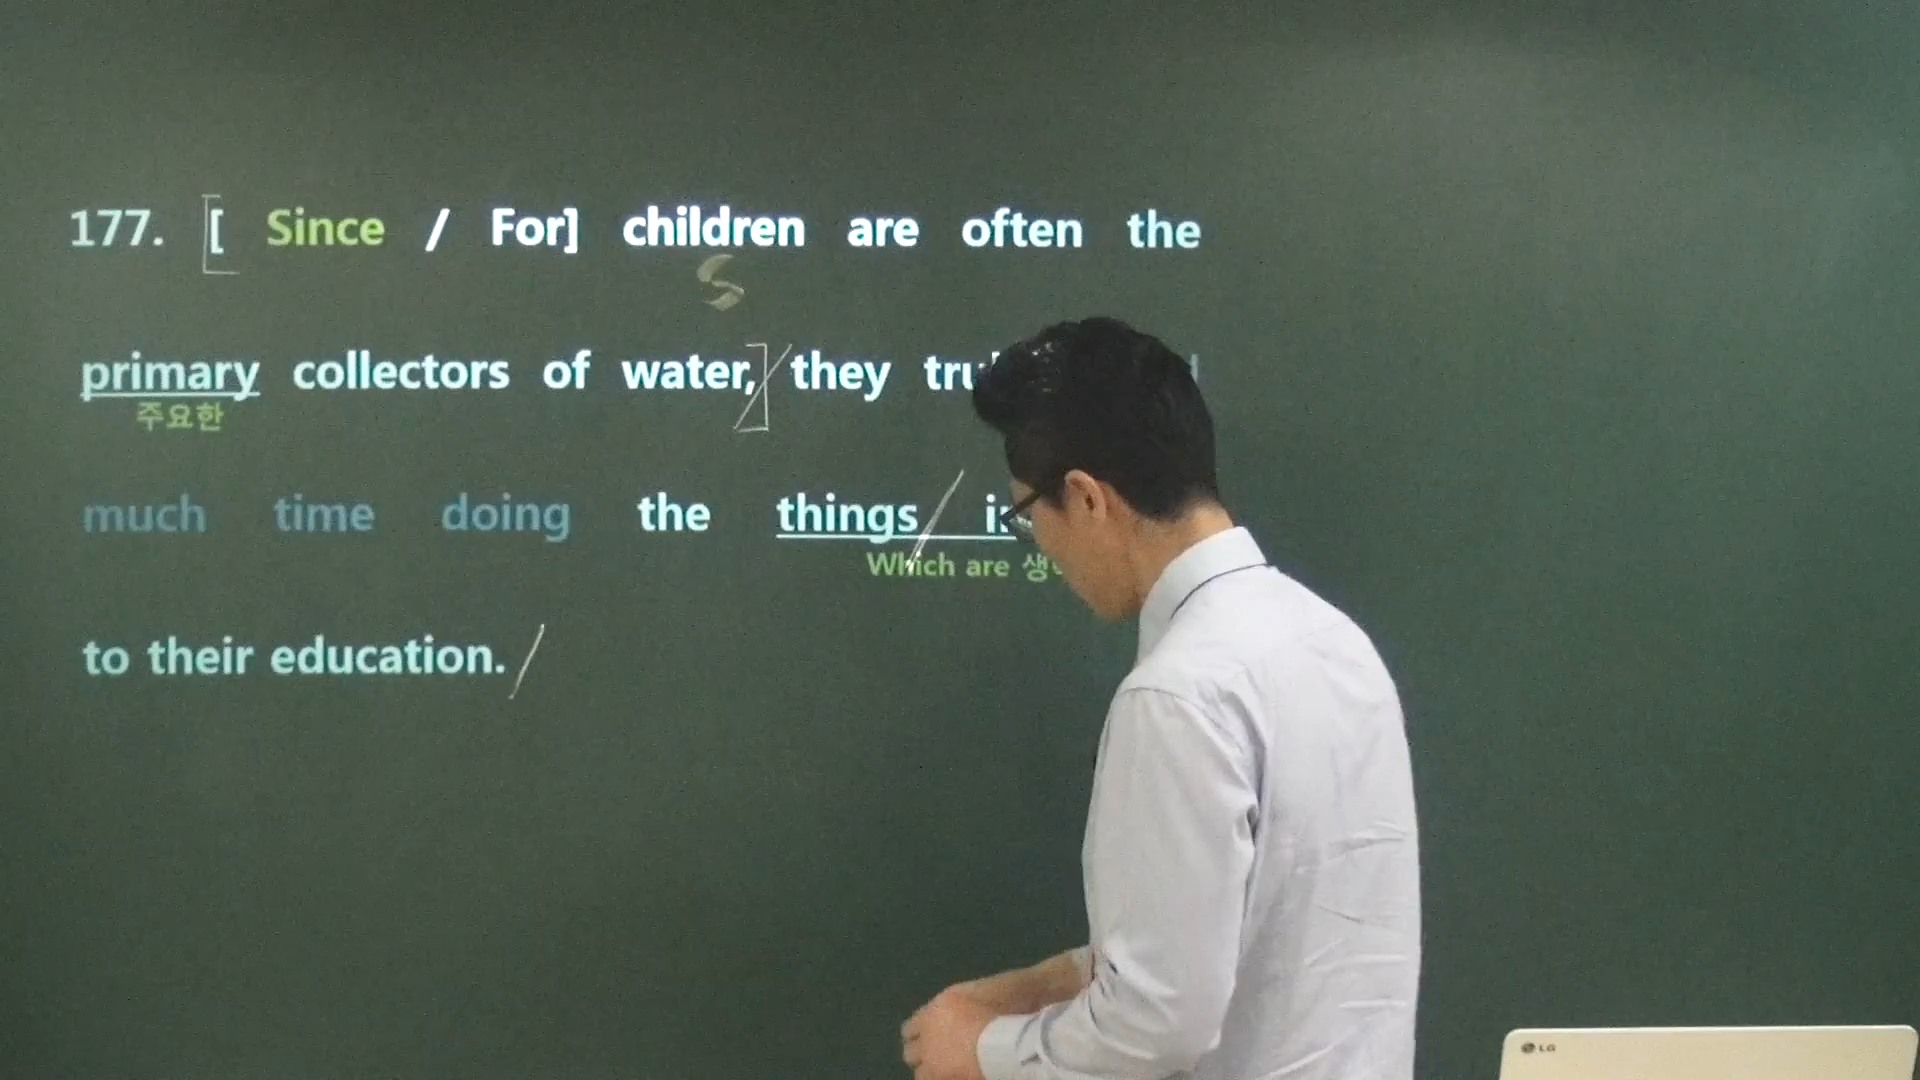 177. [ Since / For] children are often the
S
primary collectors of water, they
주요한
much time doing the things
Which are
to their education.
LG